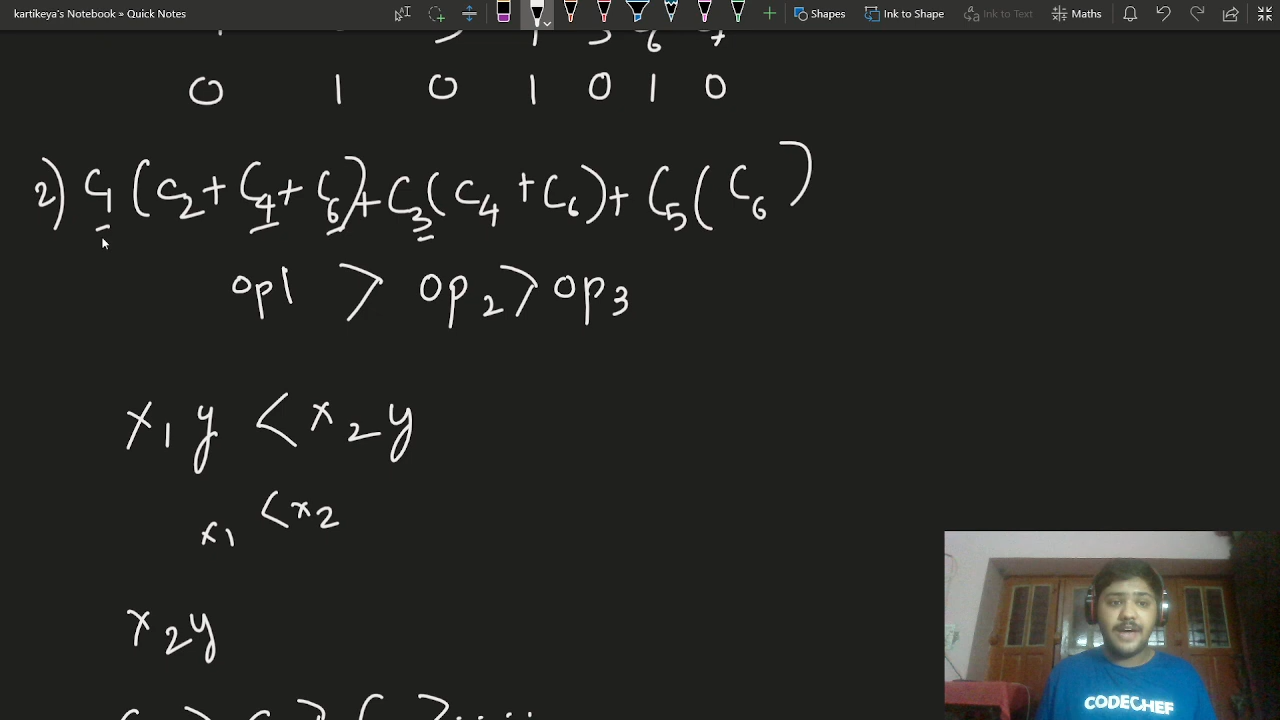 kartikeya's Notebook » Quick Notes
Shapes
Ink to Shape
Ink to Text
Maths
0 1 0 1 0 1 0
2) C1 (C2 + C4 + C6) + C3 (C4 + C6) + C5 (C6)
op1 > op2 > op3
x1 y < x2 y
x1 < x2
x2 y
CODECHEF